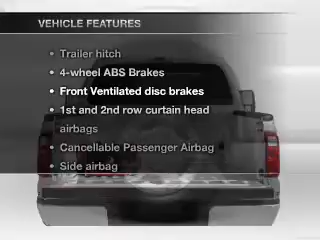 VEHICLE FEATURES
• Trailer hitch
• 4-wheel ABS Brakes
• Front Ventilated disc brakes
• 1st and 2nd row curtain head
airbags
• Cancellable Passenger Airbag
• Side airbag